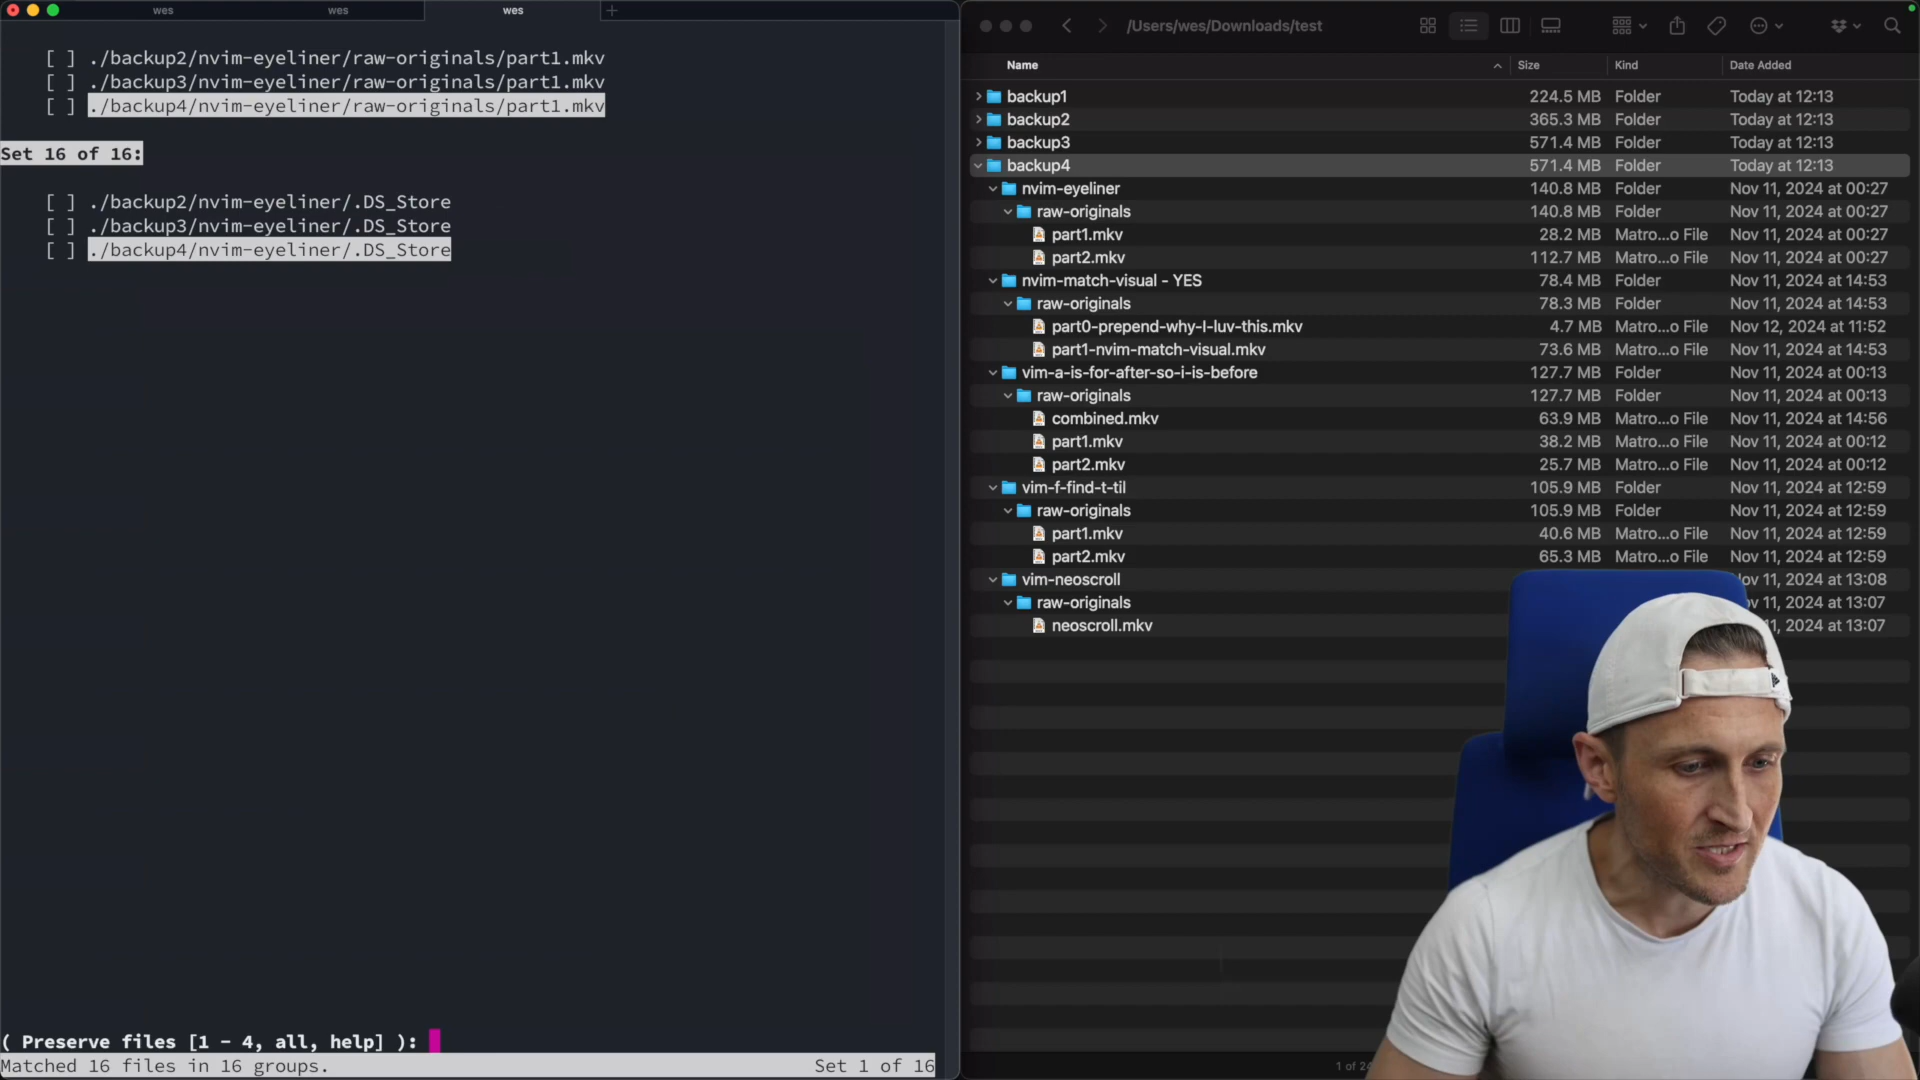 wes wes wes
[ ] ./backup2/nvim-eyeliner/raw-originals/part1.mkv
[ ] ./backup3/nvim-eyeliner/raw-originals/part1.mkv
[ ] ./backup4/nvim-eyeliner/raw-originals/part1.mkv
Set 16 of 16:
[ ] ./backup2/nvim-eyeliner/.DS_Store
[ ] ./backup3/nvim-eyeliner/.DS_Store
[ ] ./backup4/nvim-eyeliner/.DS_Store
( Preserve files [1 - 4, all, help] ):
Matched 16 files in 16 groups. Set 1 of 16
/Users/wes/Downloads/test
Name Size Kind Date Added
backup1 224.5 MB Folder Today at 12:13
backup2 365.3 MB Folder Today at 12:13
backup3 571.4 MB Folder Today at 12:13
backup4 571.4 MB Folder Today at 12:13
nvim-eyeliner 140.8 MB Folder Nov 11, 2024 at 00:27
raw-originals 140.8 MB Folder Nov 11, 2024 at 00:27
part1.mkv 28.2 MB Matro...o File Nov 11, 2024 at 00:27
part2.mkv 112.7 MB Matro...o File Nov 11, 2024 at 00:27
nvim-match-visual - YES 78.4 MB Folder Nov 11, 2024 at 14:53
raw-originals 78.3 MB Folder Nov 11, 2024 at 14:53
part0-prepend-why-I-luv-this.mkv 4.7 MB Matro...o File Nov 12, 2024 at 11:52
part1-nvim-match-visual.mkv 73.6 MB Matro...o File Nov 11, 2024 at 14:53
vim-a-is-for-after-so-i-is-before 127.7 MB Folder Nov 11, 2024 at 00:13
raw-originals 127.7 MB Folder Nov 11, 2024 at 00:13
combined.mkv 63.9 MB Matro...o File Nov 11, 2024 at 14:56
part1.mkv 38.2 MB Matro...o File Nov 11, 2024 at 00:12
part2.mkv 25.7 MB Matro...o File Nov 11, 2024 at 00:12
vim-f-find-t-til 105.9 MB Folder Nov 11, 2024 at 12:59
raw-originals 105.9 MB Folder Nov 11, 2024 at 12:59
part1.mkv 40.6 MB Matro...o File Nov 11, 2024 at 12:59
part2.mkv 65.3 MB Matro...o File Nov 11, 2024 at 12:59
vim-neoscroll ov 11, 2024 at 13:08
raw-originals 11, 2024 at 13:07
neoscroll.mkv 2024 at 13:07
1 of